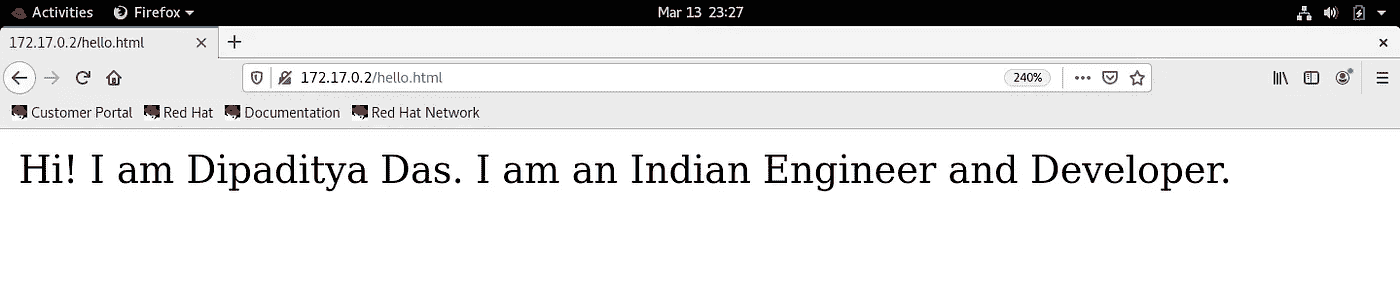 Activities Firefox Mar 13 23:27
172.17.0.2/hello.html
172.17.0.2/hello.html 240%
Customer Portal Red Hat Documentation Red Hat Network
Hi! I am Dipaditya Das. I am an Indian Engineer and Developer.